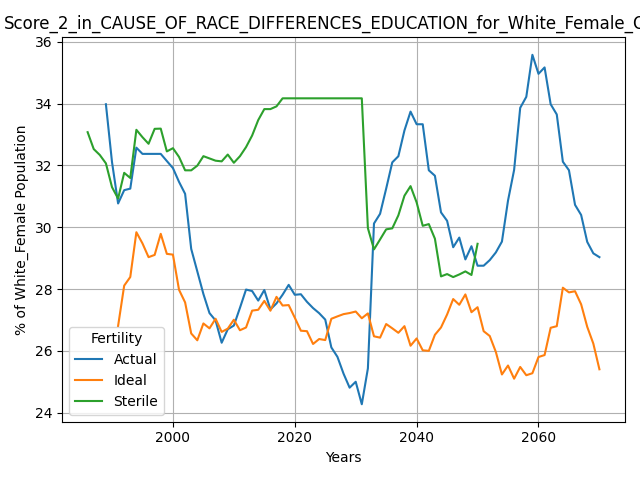 Score_2_in_CAUSE_OF_RACE_DIFFERENCES_EDUCATION_for_White_Female_
36
34
32
30
28
26
24
% of White_Female Population
Fertility
Actual
Ideal
Sterile
2000
2020
2040
2060
Years